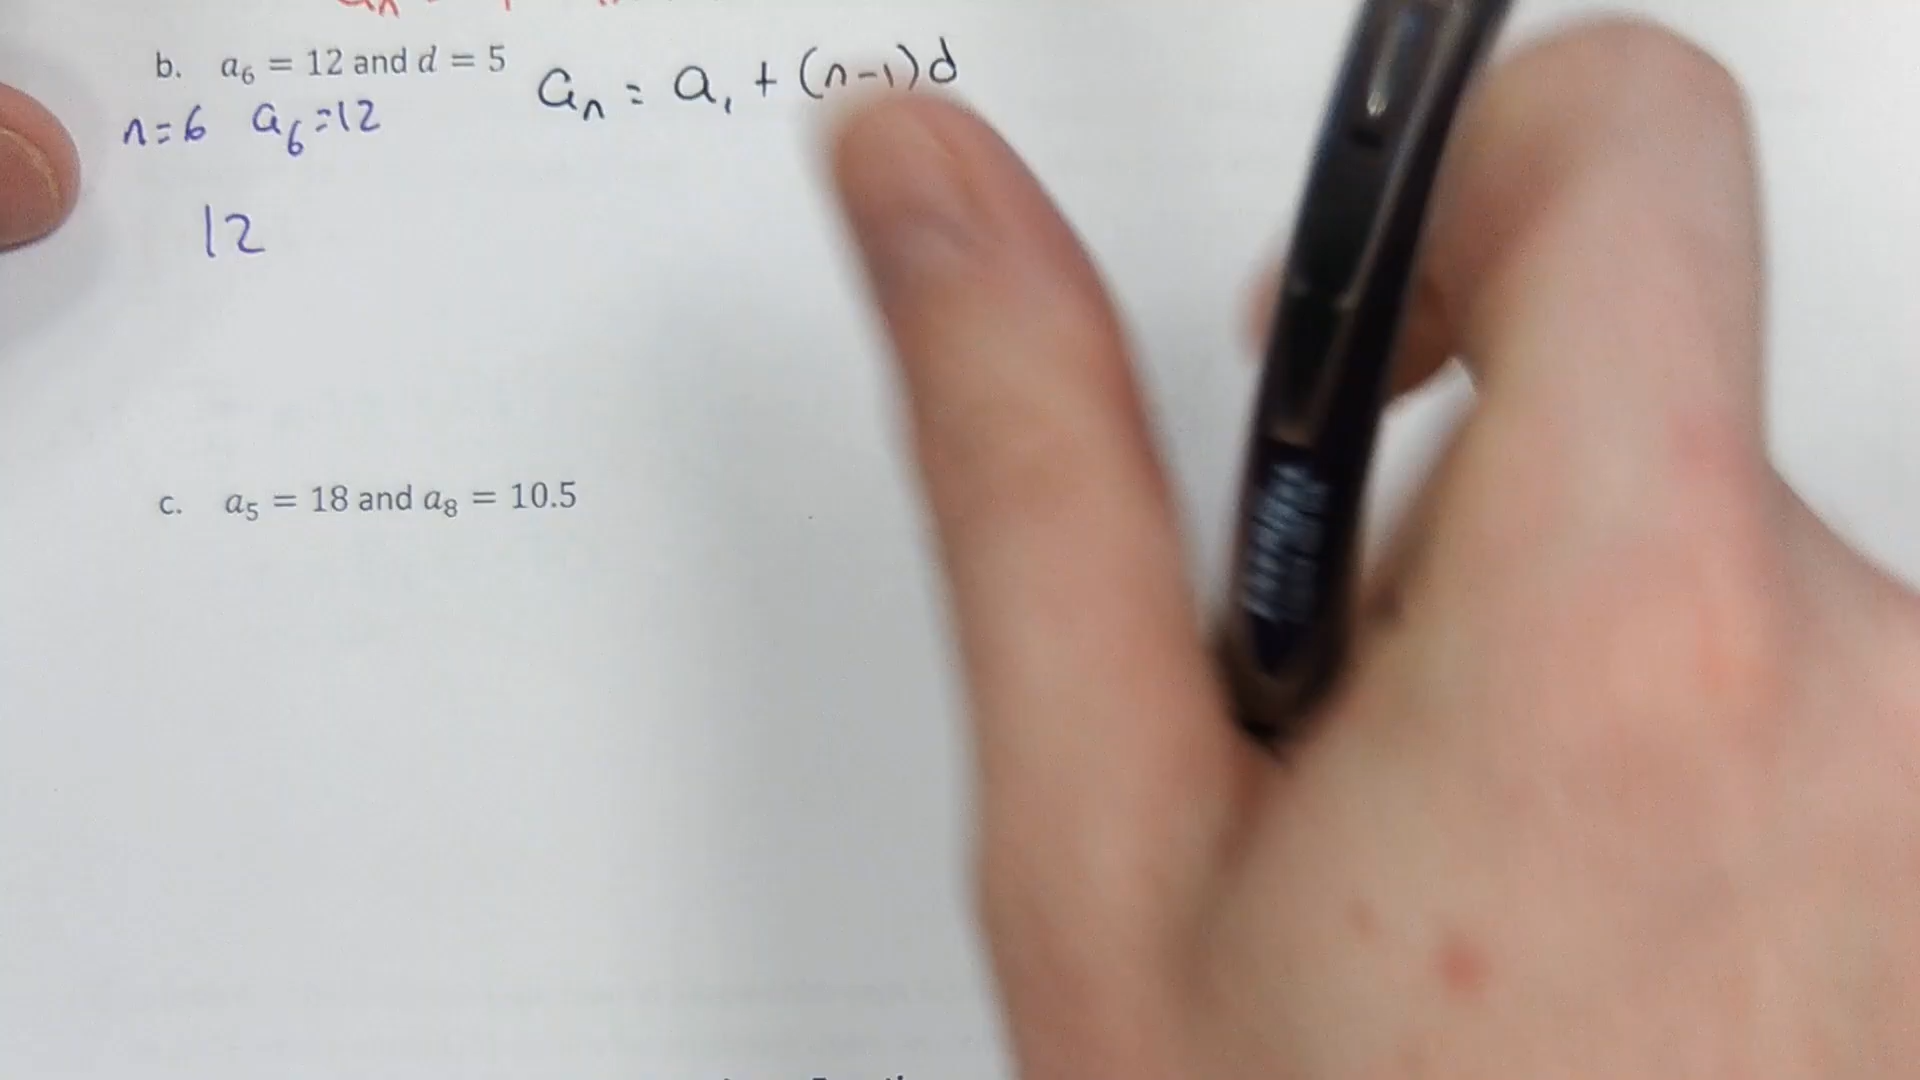 b. a₆ = 12 and d = 5
aₙ = a₁ + (n-1)d
n=6 a₆=12
12
c. a₅ = 18 and a₈ = 10.5